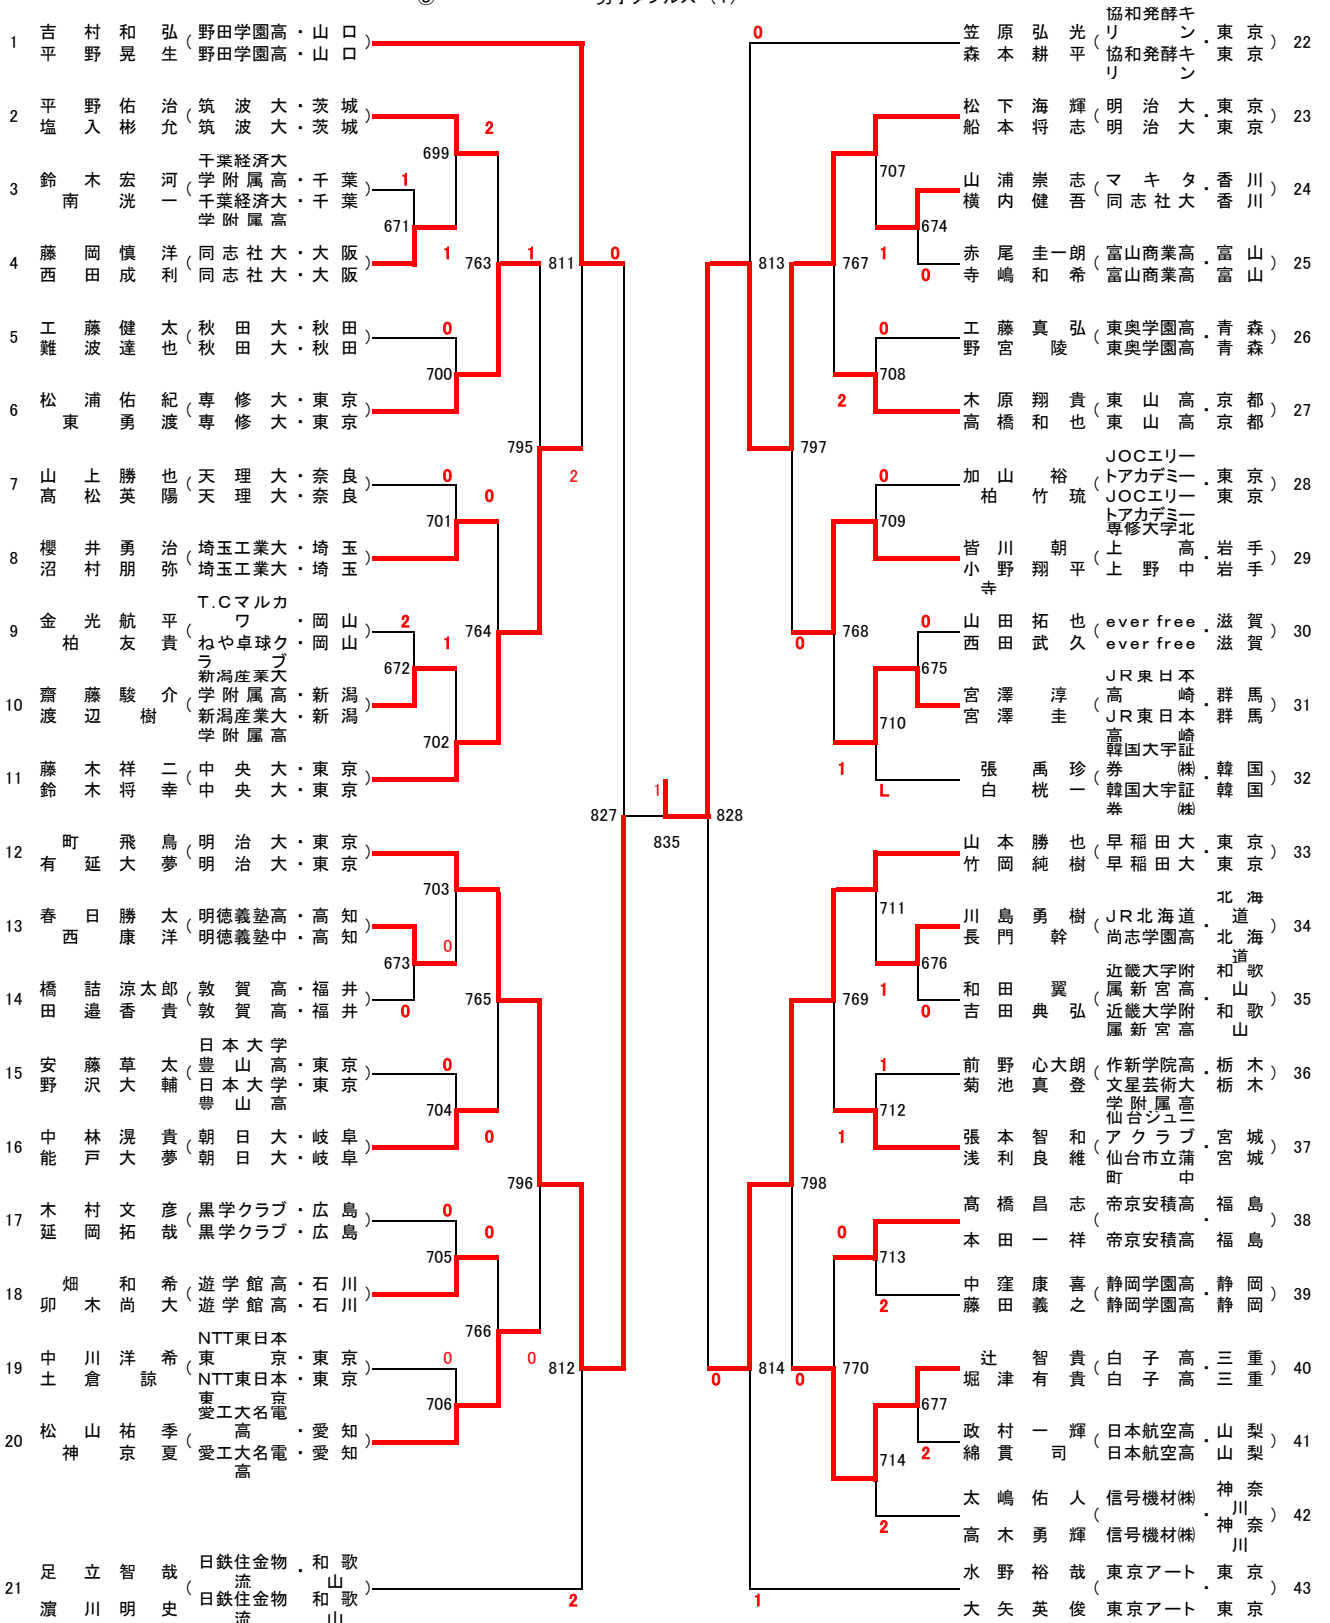 男子ダブルス (1)
1 吉村和弘 (野田学園高・山口)
平野晃生 野田学園高・山口
2 平野佑治 (筑波大・茨城)
塩入彬允 筑波大・茨城
3 鈴木宏河 (千葉経済大学附属高・千葉)
南洸一 千葉経済大学附属高・千葉
4 藤岡慎洋 (同志社大・大阪)
西田成利 同志社大・大阪
5 工藤健太 (秋田大・秋田)
難波達也 秋田大・秋田
6 松浦佑紀 (専修大・東京)
東勇渡 専修大・東京
7 山上勝也 (天理大・奈良)
髙松英陽 天理大・奈良
8 櫻井勇治 (埼玉工業大・埼玉)
沼村朋弥 埼玉工業大・埼玉
9 金光航平 (T.Cマルカワ・岡山)
柏友貴 ねや卓球クラブ・岡山
10 齋藤駿介 (新潟産業大学附属高・新潟)
渡辺樹 新潟産業大学附属高・新潟
11 藤木祥二 (中央大・東京)
鈴木将幸 中央大・東京
12 町飛鳥 (明治大・東京)
有延大夢 明治大・東京
13 春日勝太 (明徳義塾高・高知)
西康洋 明徳義塾中・高知
14 橋詰涼太郎 (敦賀高・福井)
田邉香貴 敦賀高・福井
15 安藤草太 (日本大学豊山高・東京)
野沢大輔 日本大学豊山高・東京
16 中林滉貴 (朝日大・岐阜)
能戸大夢 朝日大・岐阜
17 木村文彦 (黒学クラブ・広島)
延岡拓哉 黒学クラブ・広島
18 畑和希 (遊学館高・石川)
卯木尚大 遊学館高・石川
19 中川洋希 (NTT東日本東京・東京)
土倉諒 NTT東日本東京・東京
20 松山祐季 (愛工大名電高・愛知)
神京夏 愛工大名電高・愛知
21 足立智哉 (日鉄住金物流・和歌山)
濵川明史 日鉄住金物流 和歌山
699 671 763 811 700 795 701 764 672 702 827
703 673 765 704 796 705 766 706 812
2 1 1 1 0 0 2 0 0 2 1
0 0 0 0 0 0 0 0 2
1 835
813 707 674 767 708 797 709 768 675 710 828
711 676 769 712 798 713 814 770 677 714
0 1 0 0 2 0 0 0 1 L
1 0 1 1 0 2 0 0 2 2 1
笠原弘光 (協和発酵キリン・東京) 22
森本耕平 協和発酵キリン 東京
松下海輝 (明治大・東京) 23
船本将志 明治大 東京
山浦崇志 (マキタ・香川) 24
横内健吾 同志社大 香川
赤尾圭一朗 (富山商業高・富山) 25
寺嶋和希 富山商業高 富山
工藤真弘 (東奥学園高・青森) 26
野宮陵 東奥学園高 青森
木原翔貴 (東山高・京都) 27
高橋和也 東山高 京都
加山裕 (JOCエリートアカデミー・東京) 28
柏竹琉 JOCエリートアカデミー 東京
皆川朝 (専修大学北上高・岩手) 29
小野寺翔平 上野中 岩手
山田拓也 (ever free・滋賀) 30
西田武久 ever free 滋賀
宮澤淳 (JR東日本高崎・群馬) 31
宮澤圭 JR東日本高崎 群馬
張禹珍 (韓国大宇証券㈱・韓国) 32
白桄一 韓国大宇証券㈱ 韓国
山本勝也 (早稲田大・東京) 33
竹岡純樹 早稲田大 東京
川島勇樹 (JR北海道・北海道) 34
長門幹 尚志学園高 北海道
和田翼 (近畿大学附属新宮高・和歌山) 35
吉田典弘 近畿大学附属新宮高 和歌山
前野心大朗 (作新学院高・栃木) 36
菊池真登 文星芸術大学附属高 栃木
張本智和 (仙台ジュニアクラブ・宮城) 37
浅利良維 仙台市立蒲町中 宮城
髙橋昌志 (帝京安積高・福島) 38
本田一祥 帝京安積高 福島
中窪康喜 (静岡学園高・静岡) 39
藤田義之 静岡学園高 静岡
辻智貴 (白子高・三重) 40
堀津有貴 白子高 三重
政村一輝 (日本航空高・山梨) 41
綿貫司 日本航空高 山梨
太嶋佑人 (信号機材㈱・神奈川) 42
高木勇輝 信号機材㈱ 神奈川
水野裕哉 (東京アート・東京) 43
大矢英俊 東京アート 東京